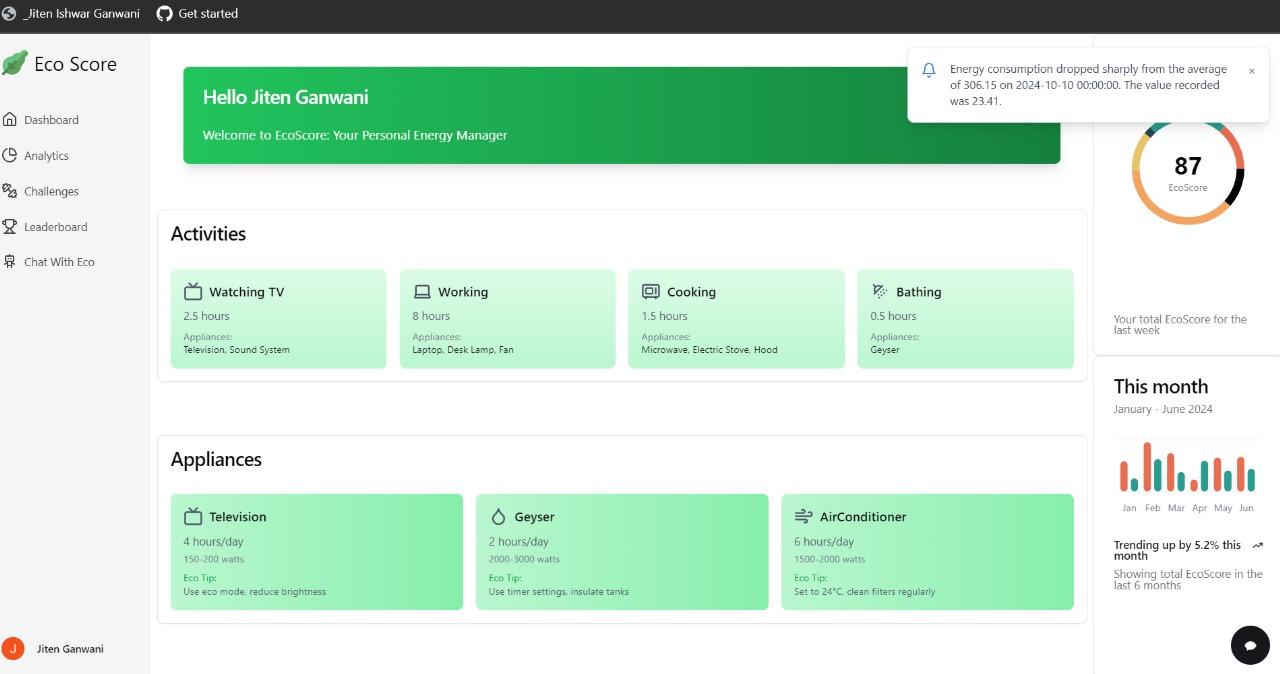 _Jiten Ishwar Ganwani
Get started
Eco Score
Dashboard
Analytics
Challenges
Leaderboard
Chat With Eco
Jiten Ganwani
Hello Jiten Ganwani
Welcome to EcoScore: Your Personal Energy Manager
Energy consumption dropped sharply from the average
of 306.15 on 2024-10-10 00:00:00. The value recorded
was 23.41.
×
Activities
Watching TV
2.5 hours
Appliances:
Television, Sound System
Working
8 hours
Appliances:
Laptop, Desk Lamp, Fan
Cooking
1.5 hours
Appliances:
Microwave, Electric Stove, Hood
Bathing
0.5 hours
Appliances:
Geyser
Appliances
Television
4 hours/day
150-200 watts
Eco Tip:
Use eco mode, reduce brightness
Geyser
2 hours/day
2000-3000 watts
Eco Tip:
Use timer settings, insulate tanks
AirConditioner
6 hours/day
1500-2000 watts
Eco Tip:
Set to 24°C, clean filters regularly
87
EcoScore
Your total EcoScore for the
last week
This month
January - June 2024
Jan Feb Mar Apr May Jun
Trending up by 5.2% this
month
Showing total EcoScore in the
last 6 months
J